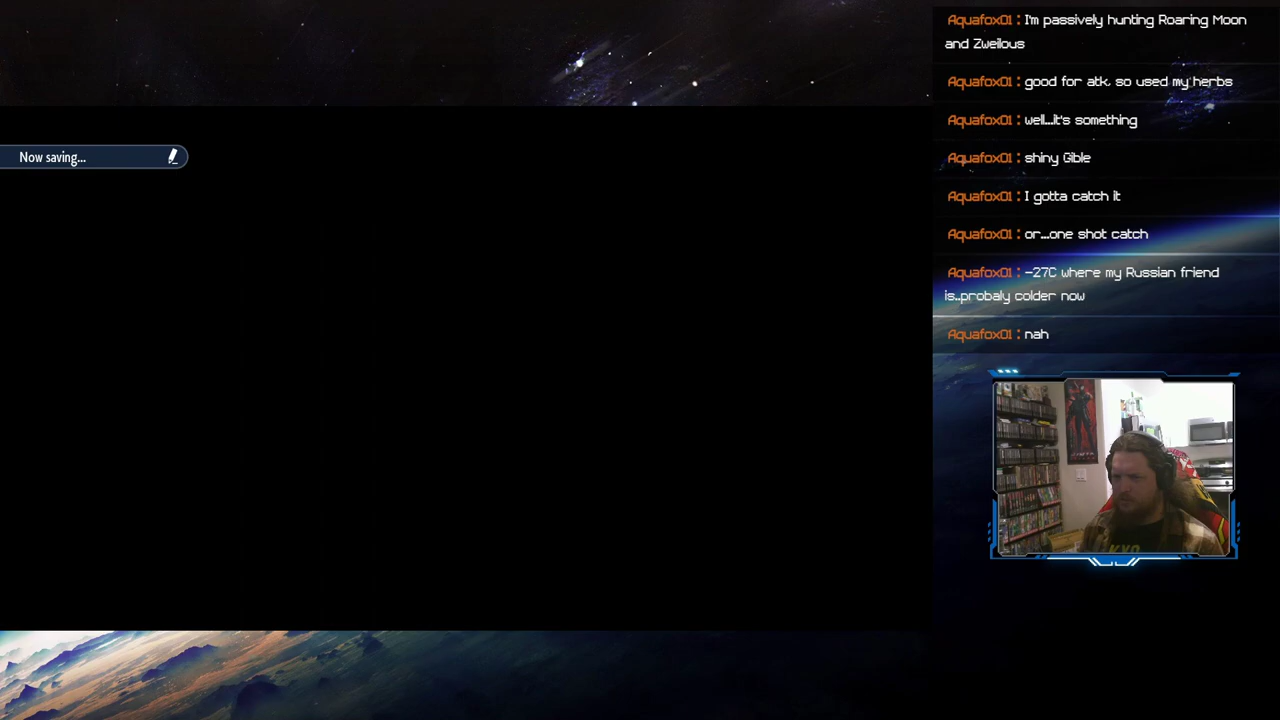 Now saving...
Aquafox01 : I'm passively hunting Roaring Moon
and Zweilous
Aquafox01 : good for atk, so used my herbs
Aquafox01 : well...it's something
Aquafox01 : shiny Gible
Aquafox01 : I gotta catch it
Aquafox01 : or...one shot catch
Aquafox01 : -27C where my Russian friend
is..probaly colder now
Aquafox01 : nah